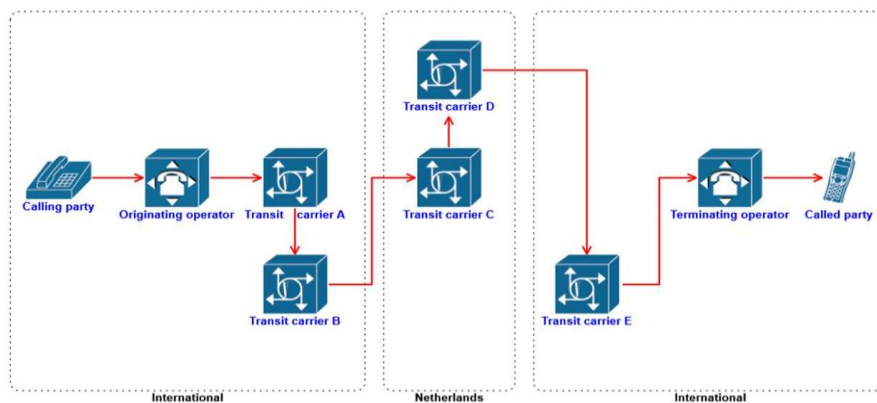 Transit carrier D
Calling party
Originating operator
Transit carrier A
Transit carrier C
Terminating operator
Called party
Transit carrier B
Transit carrier E
International
Netherlands
International